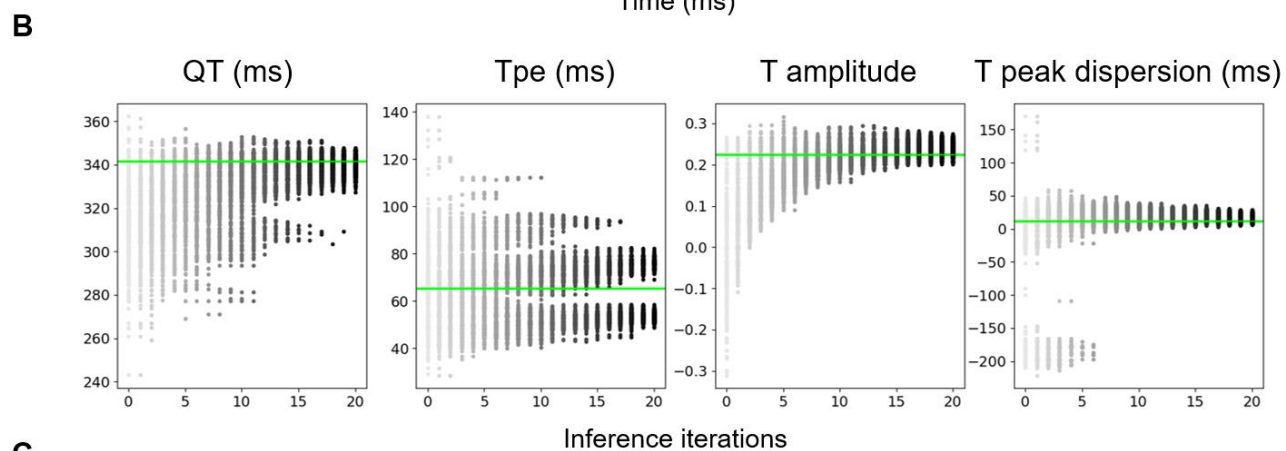 Time (ms)
B
QT (ms) Tpe (ms) T amplitude T peak dispersion (ms)
360 140 0.3 150
340 120 0.2 100
320 100 0.1 50
300 80 0.0 0
280 60 −0.1 −50
260 40 −0.2 −100
240 −0.3 −150
−200
0 5 10 15 20 0 5 10 15 20 0 5 10 15 20 0 5 10 15 20
Inference iterations
C